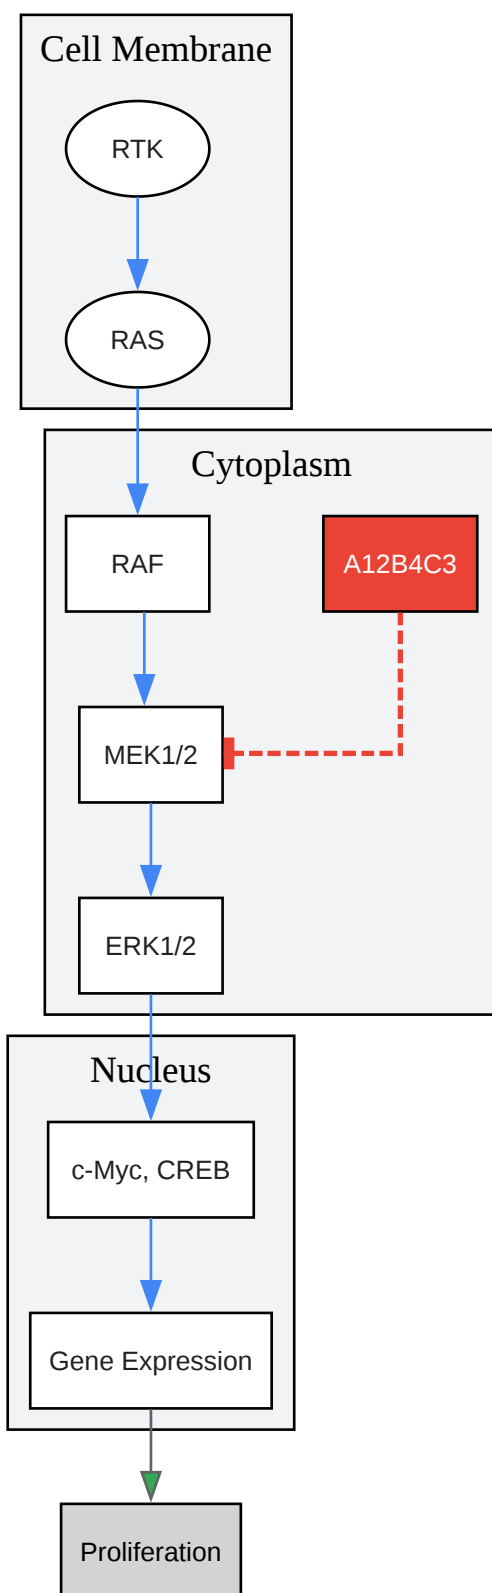 Cell Membrane
RTK
RAS
Cytoplasm
RAF
A12B4C3
MEK1/2
ERK1/2
Nucleus
c-Myc, CREB
Gene Expression
Proliferation